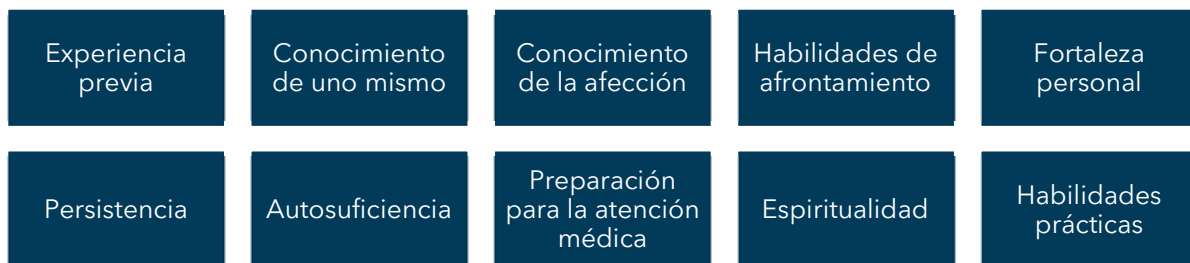 Experiencia
previa
Conocimiento
de uno mismo
Conocimiento
de la afección
Habilidades de
afrontamiento
Fortaleza
personal
Persistencia
Autosuficiencia
Preparación
para la atención
médica
Espiritualidad
Habilidades
prácticas